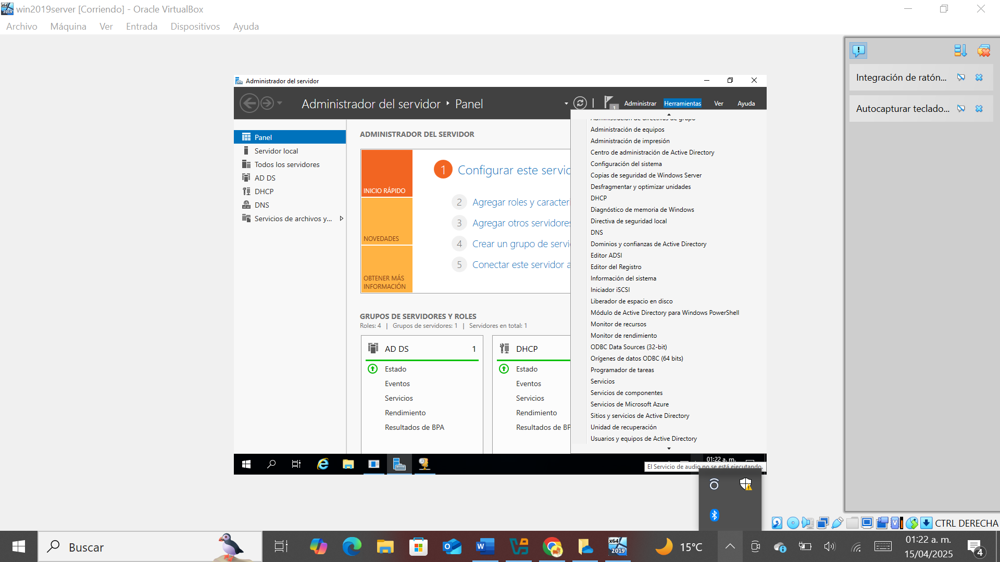 win2019server [Corriendo] - Oracle VirtualBox
Archivo Máquina Ver Entrada Dispositivos Ayuda
Integración de ratón...
Autocapturar teclado...
Administrador del servidor
Administrador del servidor Panel
1
Administrar Herramientas Ver Ayuda
Panel
Servidor local
Todos los servidores
AD DS
DHCP
DNS
Servicios de archivos y...
ADMINISTRADOR DEL SERVIDOR
INICIO RÁPIDO
NOVEDADES
OBTENER MÁS
INFORMACIÓN
1 Configurar este servic
2 Agregar roles y caracterí
3 Agregar otros servidores
4 Crear un grupo de servi
5 Conectar este servidor a
GRUPOS DE SERVIDORES Y ROLES
Roles: 4 | Grupos de servidores: 1 | Servidores en total: 1
AD DS 1
Estado
Eventos
Servicios
Rendimiento
Resultados de BPA
DHCP
Estado
Eventos
Servicios
Rendimiento
Resultados de BP
Administración de directivas de grupo
Administración de equipos
Administración de impresión
Centro de administración de Active Directory
Configuración del sistema
Copias de seguridad de Windows Server
Desfragmentar y optimizar unidades
DHCP
Diagnóstico de memoria de Windows
Directiva de seguridad local
DNS
Dominios y confianzas de Active Directory
Editor ADSI
Editor del Registro
Información del sistema
Iniciador iSCSI
Liberador de espacio en disco
Módulo de Active Directory para Windows PowerShell
Monitor de recursos
Monitor de rendimiento
ODBC Data Sources (32-bit)
Orígenes de datos ODBC (64 bits)
Programador de tareas
Servicios
Servicios de componentes
Servicios de Microsoft Azure
Sitios y servicios de Active Directory
Unidad de recuperación
Usuarios y equipos de Active Directory
01:22 a. m.
El Servicio de audio no se está ejecutando.
CTRL DERECHA
Buscar
x64
2019
15°C
01:22 a. m.
15/04/2025
4